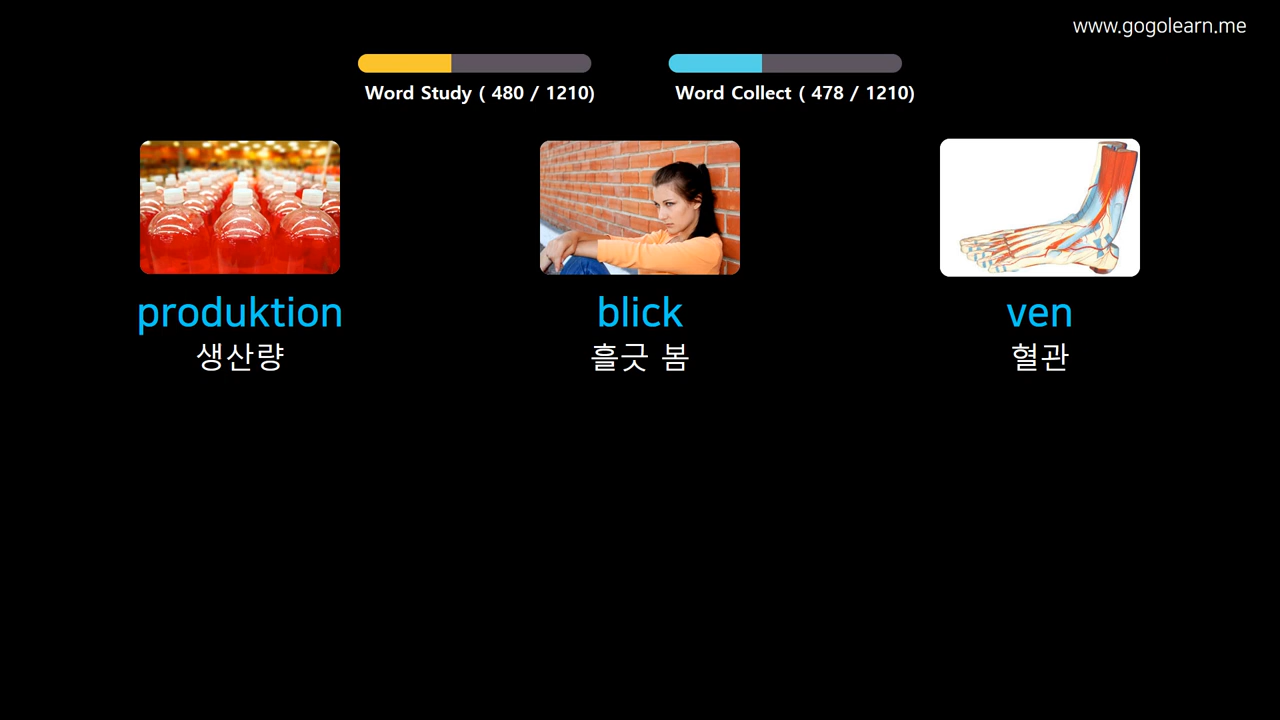 www.gogolearn.me
Word Study ( 480 / 1210)
Word Collect ( 478 / 1210)
produktion
생산량
blick
흘긋 봄
ven
혈관